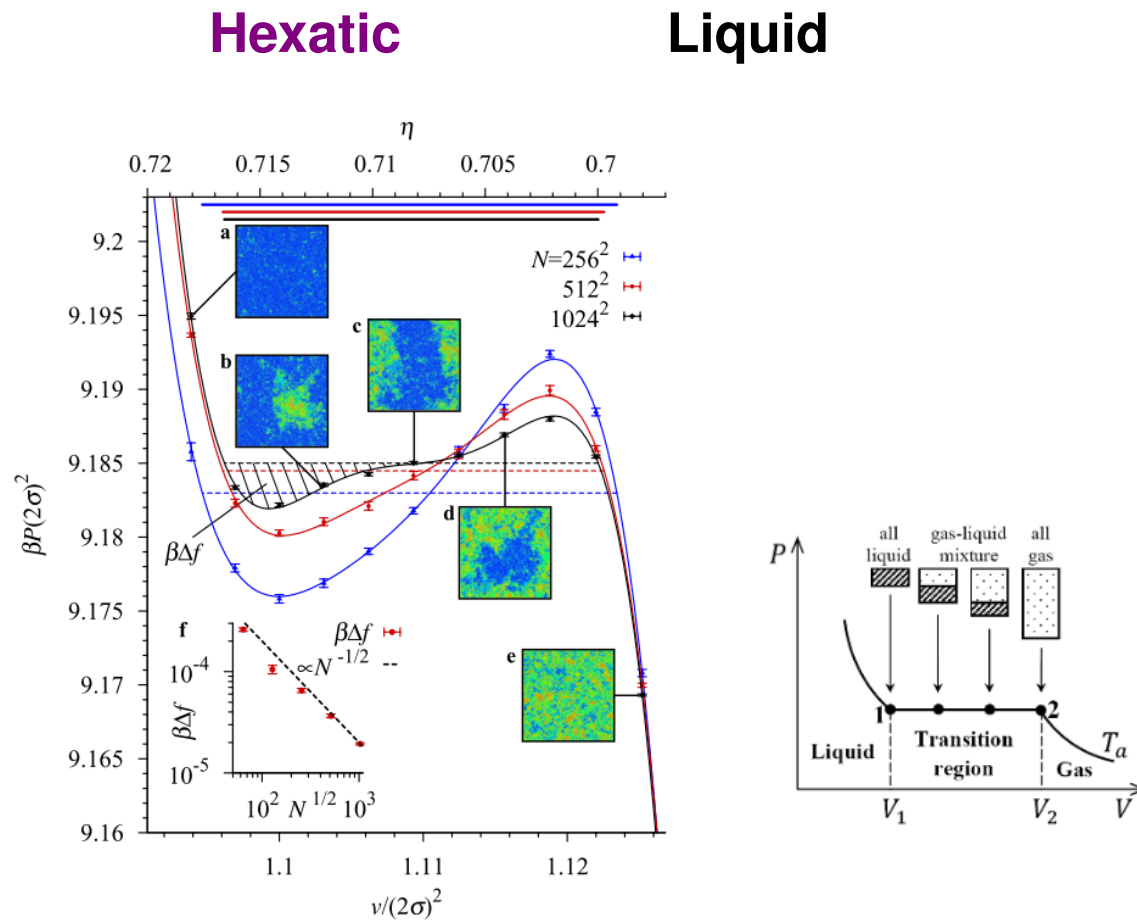 Hexatic
Liquid
η
0.72 0.715 0.71 0.705 0.7
9.2
9.195
9.19
9.185
9.18
9.175
9.17
9.165
9.16
βP(2σ)²
a
b
c
d
e
N=256²
512²
1024²
βΔf
f
βΔf
∝N^{-1/2}
10^{-4}
βΔf
10^{-5}
10² N^{1/2} 10³
1.1 1.11 1.12
v/(2σ)²
P
all liquid
gas-liquid mixture
all gas
1
2
Liquid
Transition region
Gas
T_a
V₁
V₂
V